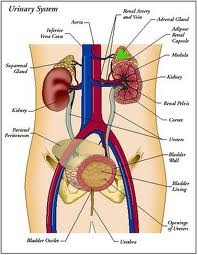 Urinary System
Aorta
Inferior
Vena Cava
Suparenal
Gland
Kidney
Parietal
Peritoneum
Bladder Outlet
Urethra
Renal Artery
and Vein
Adrenal Gland
Adipose
Renal
Capsule
Medula
Kidney
Renal Pelvis
Cortex
Ureters
Bladder
Wall
Bladder
Lining
Openings
of Ureters